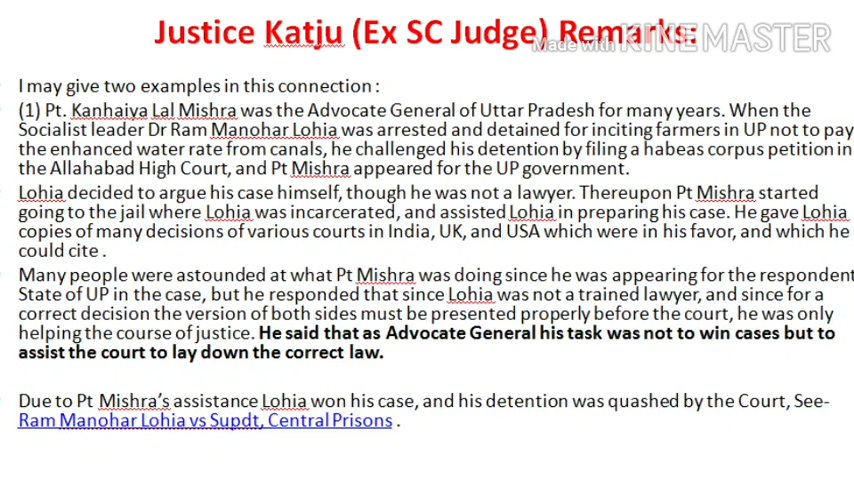 Justice Katju (Ex SC Judge) Remarks:
Made with KINEMASTER
I may give two examples in this connection :
(1) Pt. Kanhaiya Lal Mishra was the Advocate General of Uttar Pradesh for many years. When the
Socialist leader Dr Ram Manohar Lohia was arrested and detained for inciting farmers in UP not to pay
the enhanced water rate from canals, he challenged his detention by filing a habeas corpus petition in
the Allahabad High Court, and Pt Mishra appeared for the UP government.
Lohia decided to argue his case himself, though he was not a lawyer. Thereupon Pt Mishra started
going to the jail where Lohia was incarcerated, and assisted Lohia in preparing his case. He gave Lohia
copies of many decisions of various courts in India, UK, and USA which were in his favor, and which he
could cite .
Many people were astounded at what Pt Mishra was doing since he was appearing for the respondent
State of UP in the case, but he responded that since Lohia was not a trained lawyer, and since for a
correct decision the version of both sides must be presented properly before the court, he was only
helping the course of justice. He said that as Advocate General his task was not to win cases but to
assist the court to lay down the correct law.
Due to Pt Mishra's assistance Lohia won his case, and his detention was quashed by the Court, See-
Ram Manohar Lohia vs Supdt, Central Prisons .